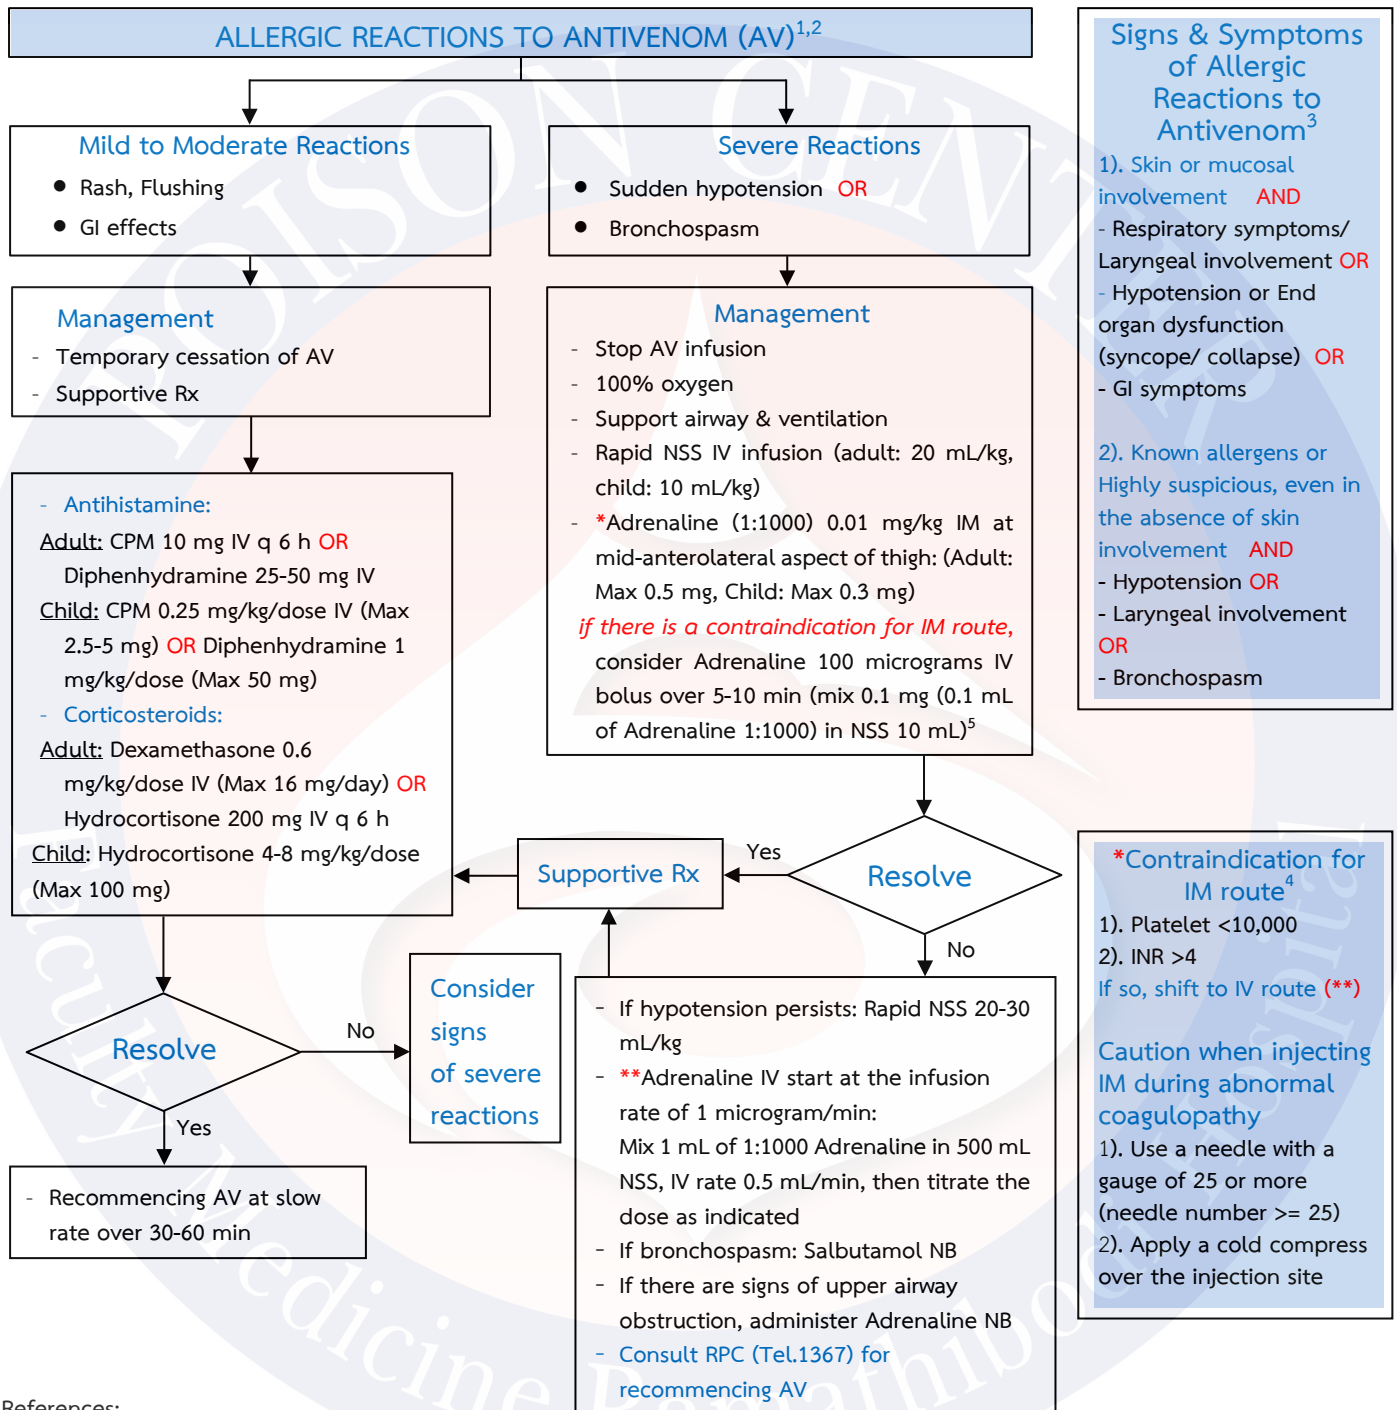 ALLERGIC REACTIONS TO ANTIVENOM (AV)1,2
Mild to Moderate Reactions
● Rash, Flushing
● GI effects
Severe Reactions
● Sudden hypotension OR
● Bronchospasm
Management
- Temporary cessation of AV
- Supportive Rx
Management
- Stop AV infusion
- 100% oxygen
- Support airway & ventilation
- Rapid NSS IV infusion (adult: 20 mL/kg,
child: 10 mL/kg)
- *Adrenaline (1:1000) 0.01 mg/kg IM at
mid-anterolateral aspect of thigh: (Adult:
Max 0.5 mg, Child: Max 0.3 mg)
if there is a contraindication for IM route,
consider Adrenaline 100 micrograms IV
bolus over 5-10 min (mix 0.1 mg (0.1 mL
of Adrenaline 1:1000) in NSS 10 mL)5
- Antihistamine:
Adult: CPM 10 mg IV q 6 h OR
Diphenhydramine 25-50 mg IV
Child: CPM 0.25 mg/kg/dose IV (Max
2.5-5 mg) OR Diphenhydramine 1
mg/kg/dose (Max 50 mg)
- Corticosteroids:
Adult: Dexamethasone 0.6
mg/kg/dose IV (Max 16 mg/day) OR
Hydrocortisone 200 mg IV q 6 h
Child: Hydrocortisone 4-8 mg/kg/dose
(Max 100 mg)
Supportive Rx
Yes
Resolve
No
Resolve
No
Yes
Consider
signs
of severe
reactions
- Recommencing AV at slow
rate over 30-60 min
- If hypotension persists: Rapid NSS 20-30
mL/kg
- **Adrenaline IV start at the infusion
rate of 1 microgram/min:
Mix 1 mL of 1:1000 Adrenaline in 500 mL
NSS, IV rate 0.5 mL/min, then titrate the
dose as indicated
- If bronchospasm: Salbutamol NB
- If there are signs of upper airway
obstruction, administer Adrenaline NB
- Consult RPC (Tel.1367) for
recommencing AV
Signs & Symptoms
of Allergic
Reactions to
Antivenom3
1). Skin or mucosal
involvement AND
- Respiratory symptoms/
Laryngeal involvement OR
- Hypotension or End
organ dysfunction
(syncope/ collapse) OR
- GI symptoms
2). Known allergens or
Highly suspicious, even in
the absence of skin
involvement AND
- Hypotension OR
- Laryngeal involvement
OR
- Bronchospasm
*Contraindication for
IM route4
1). Platelet <10,000
2). INR >4
If so, shift to IV route (**)
Caution when injecting
IM during abnormal
coagulopathy
1). Use a needle with a
gauge of 25 or more
(needle number >= 25)
2). Apply a cold compress
over the injection site
References:
POISON CENTER
Faculty Medicine Ramathibodi Hospital